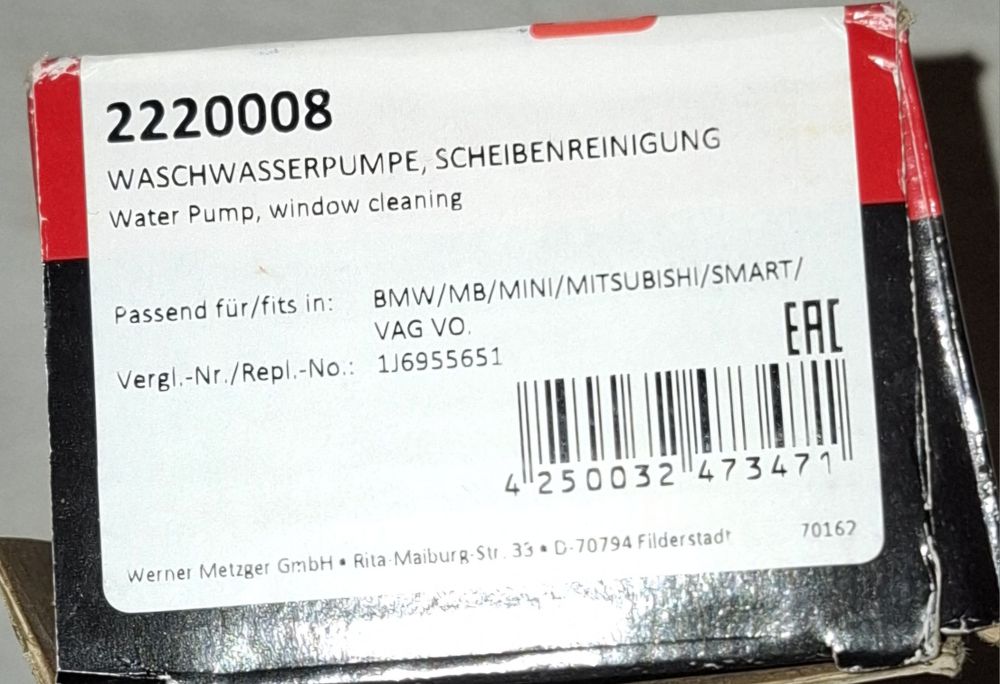 2220008
WASCHWASSERPUMPE, SCHEIBENREINIGUNG
Water Pump, window cleaning
Passend für/fits in: BMW/MB/MINI/MITSUBISHI/SMART/
VAG VO.
Vergl.-Nr./Repl.-No.: 1J6955651
EAC
4 250032 473471
Werner Metzger GmbH • Rita-Maiburg-Str. 33 • D-70794 Filderstadt 70162